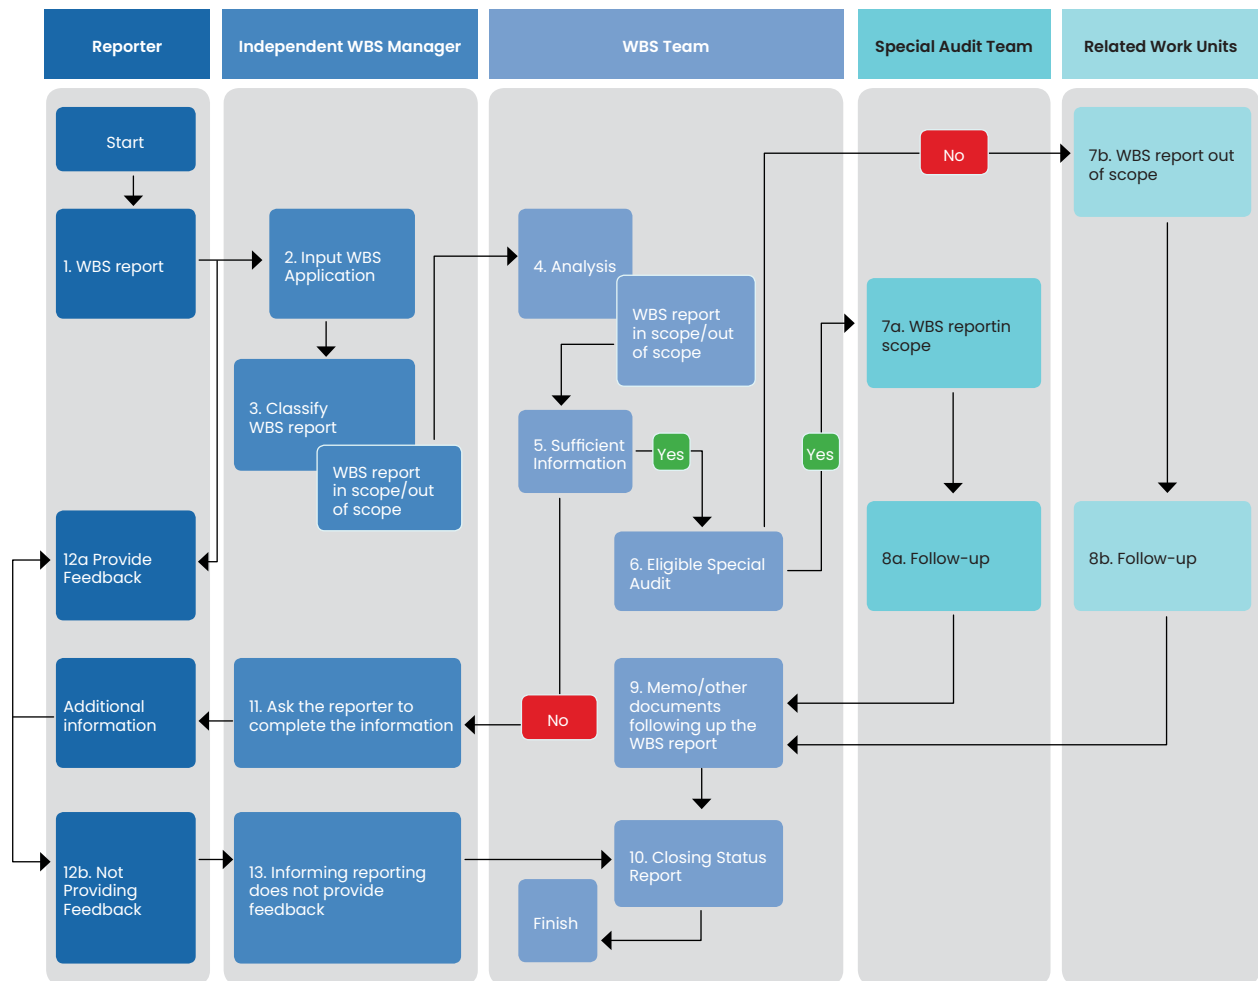 Reporter
Independent WBS Manager
WBS Team
Special Audit Team
Related Work Units
Start
No
7b. WBS report out
of scope
1. WBS report
2. Input WBS
Application
4. Analysis
WBS report
in scope/out
of scope
7a. WBS reportin
scope
3. Classify
WBS report
WBS report
in scope/out
of scope
5. Sufficient
Information
Yes
Yes
12a Provide
Feedback
6. Eligible Special
Audit
8a. Follow-up
8b. Follow-up
Additional
information
11. Ask the reporter to
complete the information
No
9. Memo/other
documents
following up the
WBS report
12b. Not
Providing
Feedback
13. Informing reporting
does not provide
feedback
10. Closing Status
Report
Finish